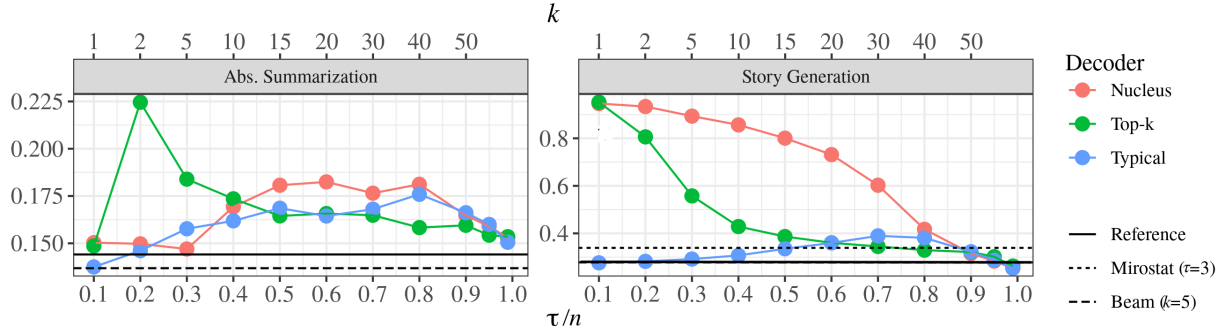 k
1 2 5 10 15 20 30 40 50
1 2 5 10 15 20 30 40 50
Abs. Summarization
Story Generation
0.225
0.200
0.175
0.150
0.8
0.6
0.4
0.1 0.2 0.3 0.4 0.5 0.6 0.7 0.8 0.9 1.0
0.1 0.2 0.3 0.4 0.5 0.6 0.7 0.8 0.9 1.0
τ/n
Decoder
Nucleus
Top-k
Typical
Reference
Mirostat (τ=3)
Beam (k=5)